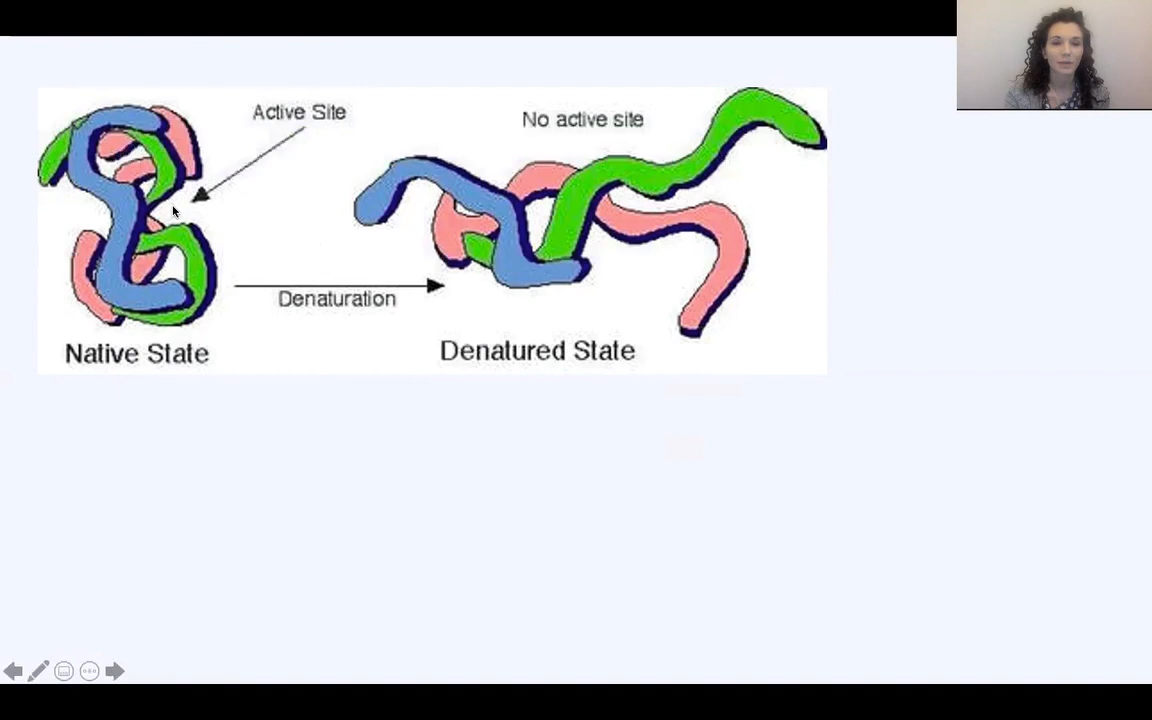 Active Site
No active site
Denaturation
Native State
Denatured State